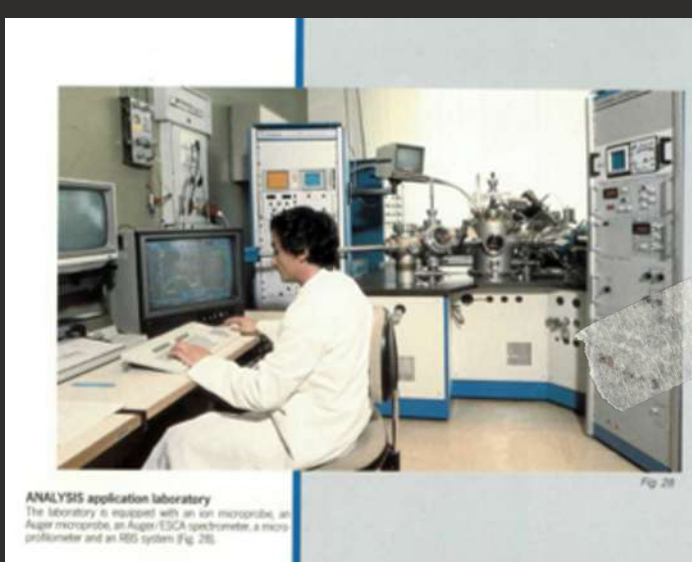 Fig. 28
ANALYSIS application laboratory
The laboratory is equipped with an ion microprobe, an
Auger microprobe, an Auger/ESCA spectrometer, a micro-
profilometer and an RBS system (Fig. 28).